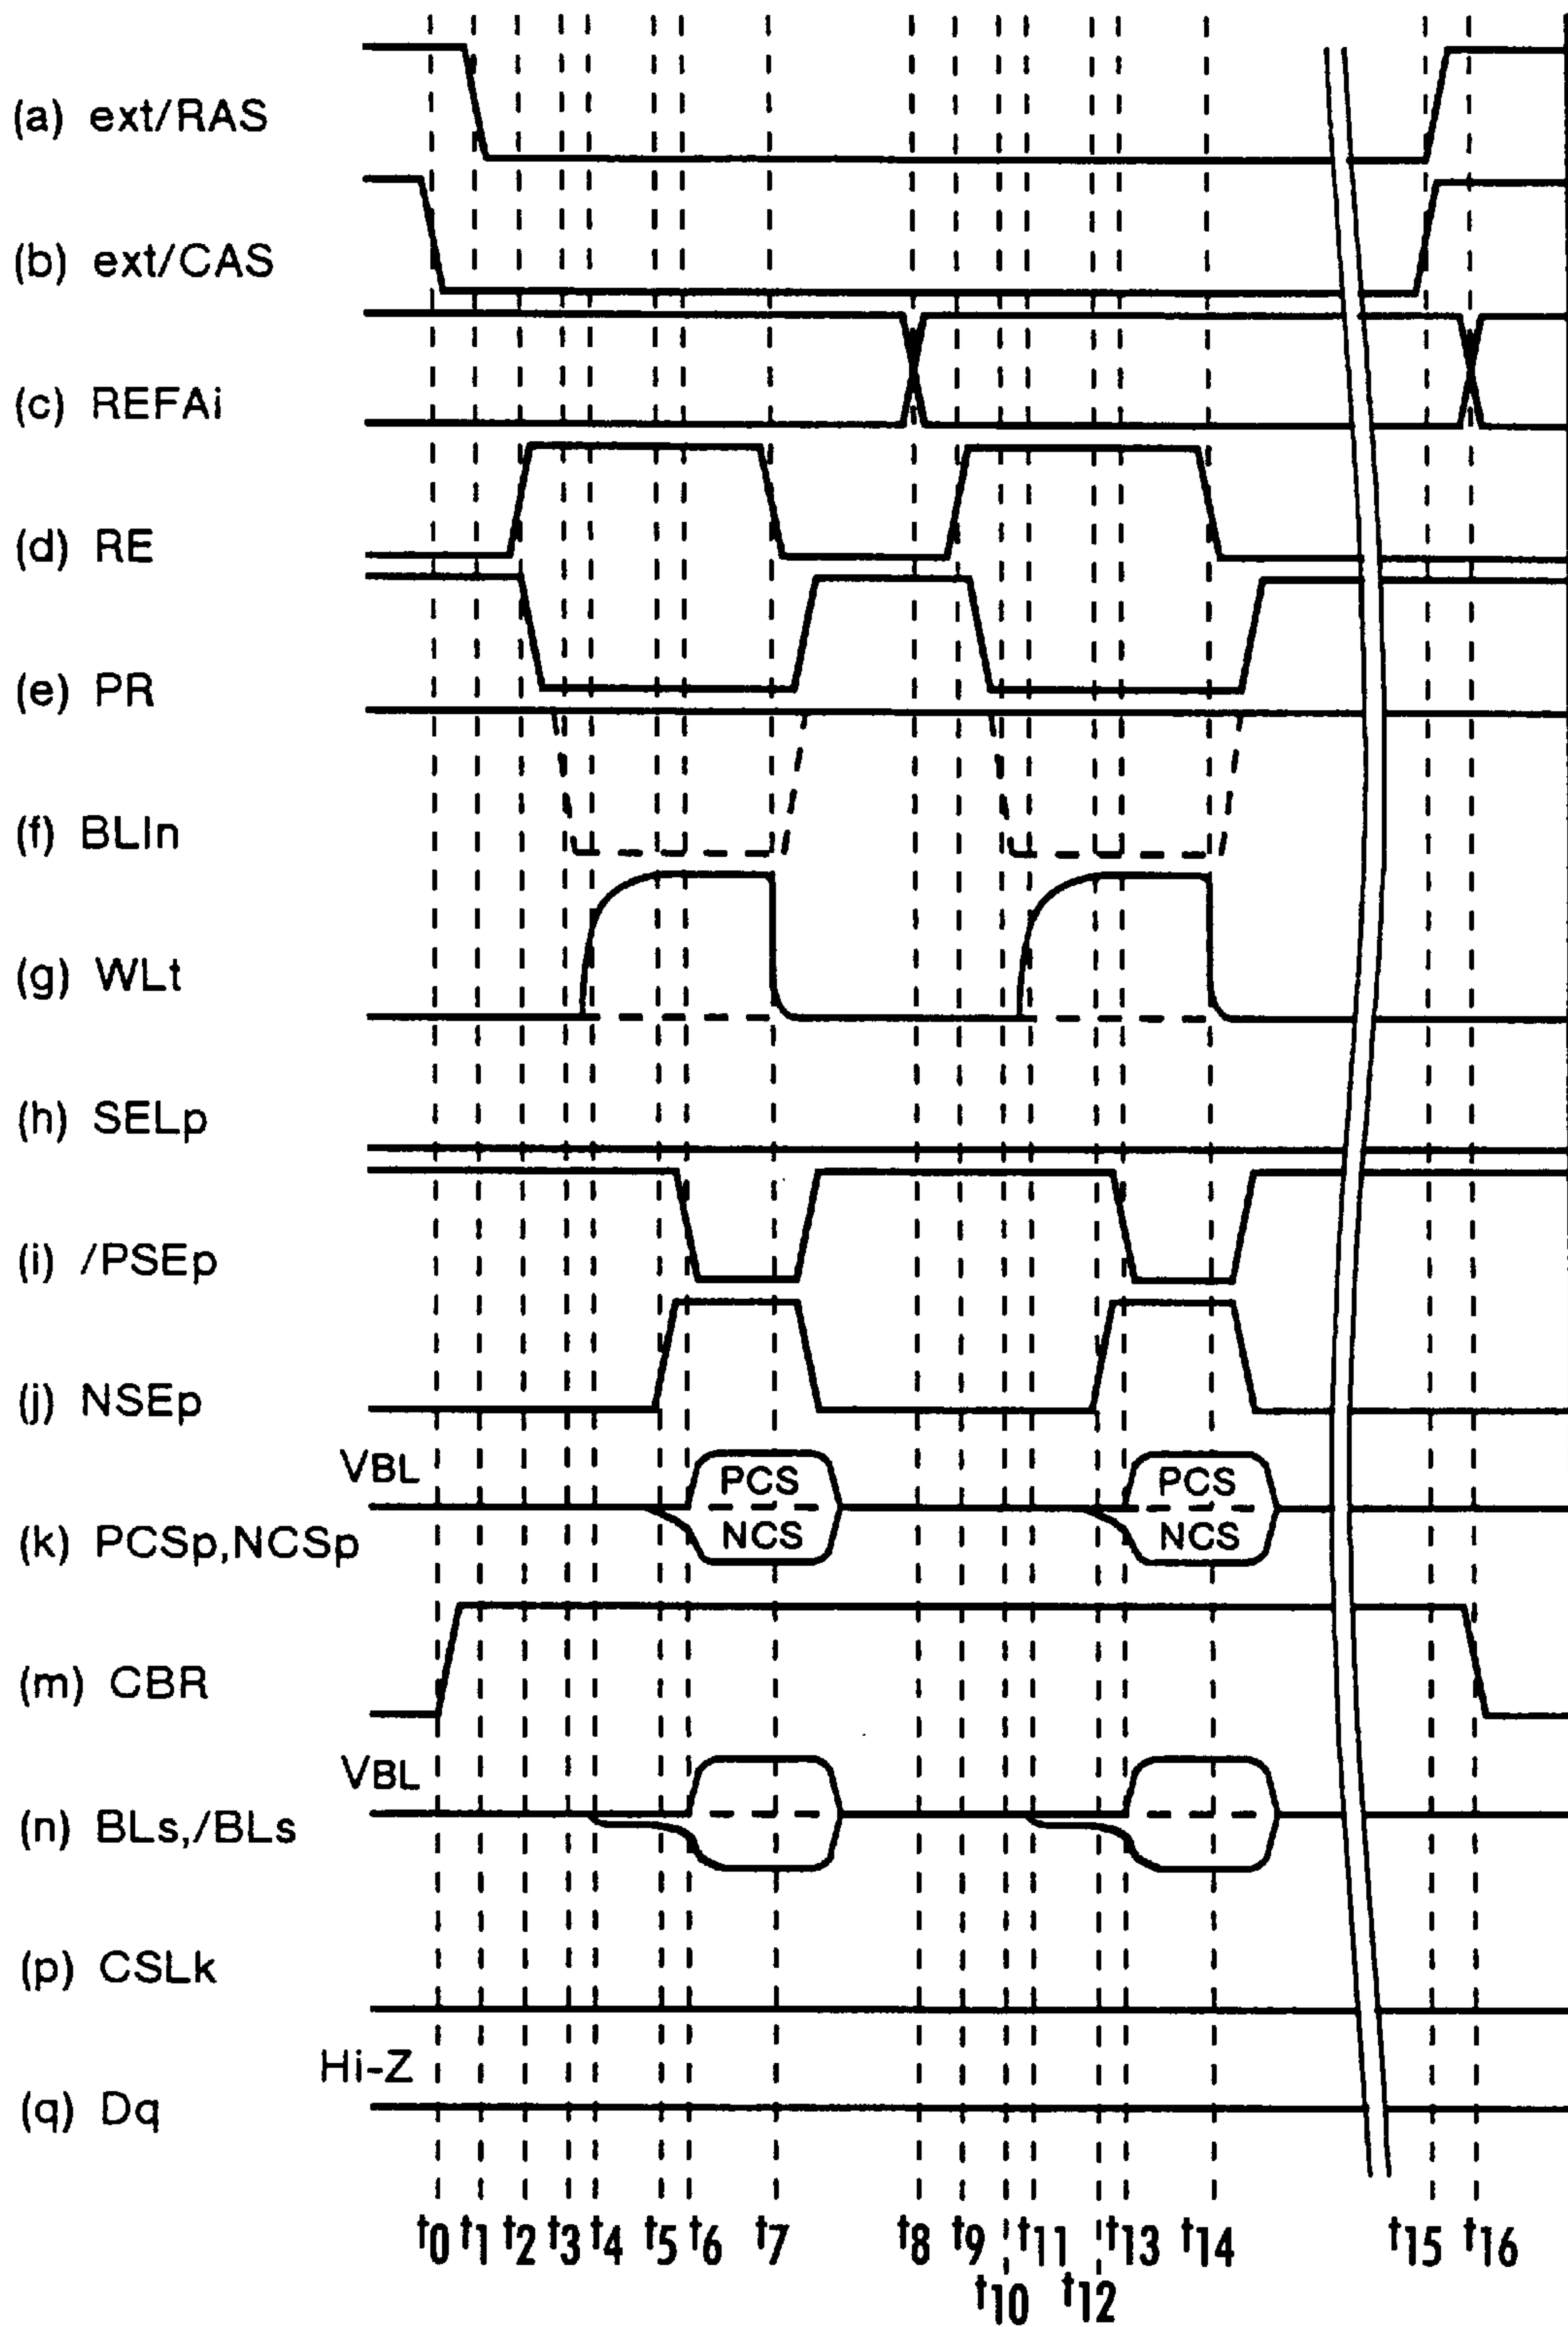 (a) ext/RAS
(b) ext/CAS
(c) REFAi
(d) RE
(e) PR
(f) BLIn
(g) WLt
(h) SELp
(i) /PSEp
(j) NSEp
VBL
PCS
PCS
NCS
NCS
(k) PCSp,NCSp
(m) CBR
VBL
(n) BLs,/BLs
(p) CSLk
Hi-Z
(q) Dq
t0 t1 t2 t3 t4 t5 t6 t7 t8 t9 t11 t13 t14 t15 t16
t10 t12